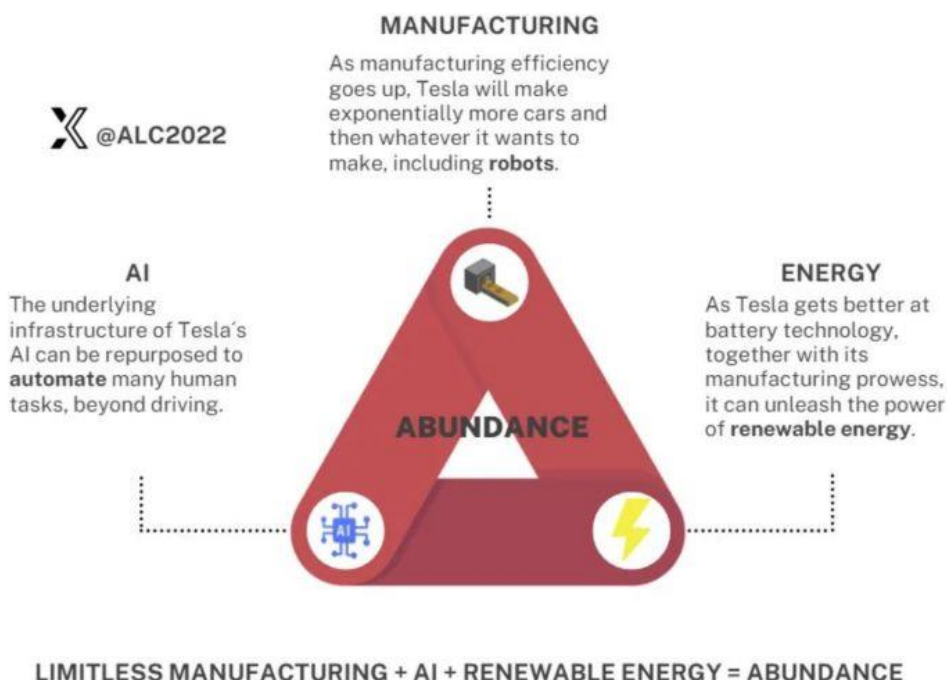 MANUFACTURING
As manufacturing efficiency
goes up, Tesla will make
exponentially more cars and
then whatever it wants to
make, including robots.
@ALC2022
AI
The underlying
infrastructure of Tesla´s
AI can be repurposed to
automate many human
tasks, beyond driving.
ENERGY
As Tesla gets better at
battery technology,
together with its
manufacturing prowess,
it can unleash the power
of renewable energy.
ABUNDANCE
AI
LIMITLESS MANUFACTURING + AI + RENEWABLE ENERGY = ABUNDANCE